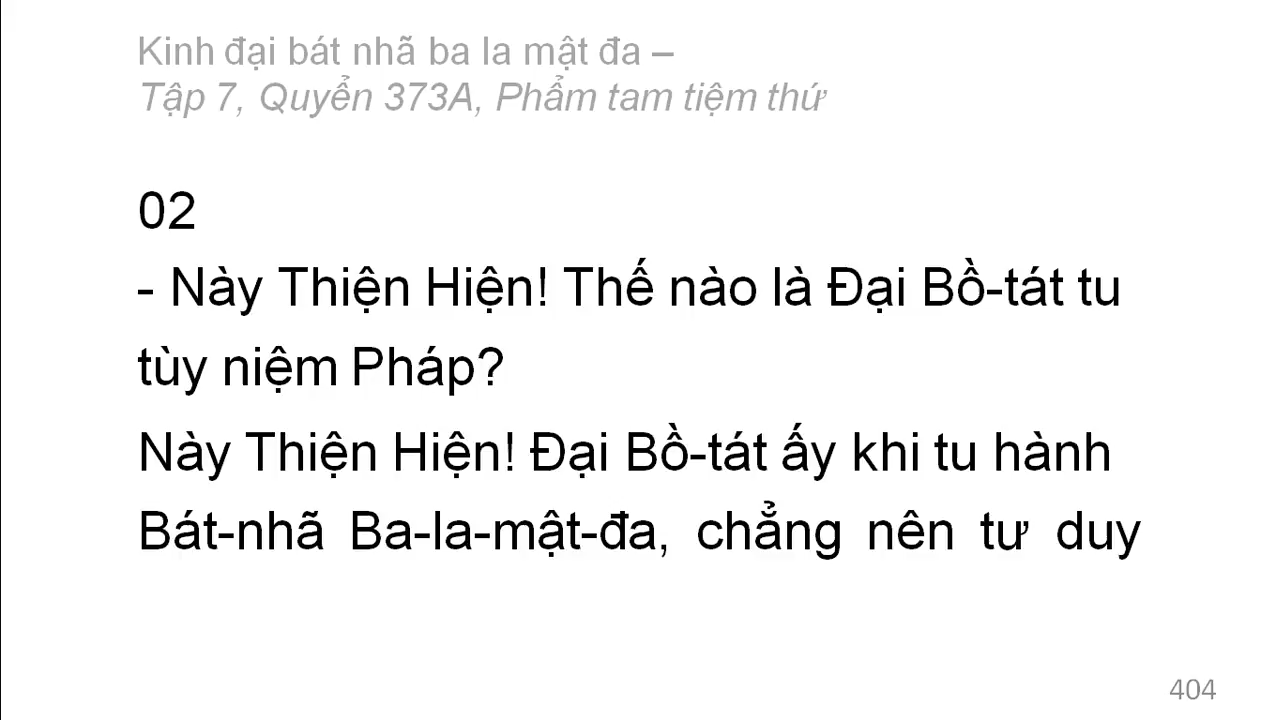 Kinh đại bát nhã ba la mật đa –
Tập 7, Quyển 373A, Phẩm tam tiệm thứ
02
- Này Thiện Hiện! Thế nào là Đại Bồ-tát tu
tùy niệm Pháp?
Này Thiện Hiện! Đại Bồ-tát ấy khi tu hành
Bát-nhã Ba-la-mật-đa, chẳng nên tư duy
404